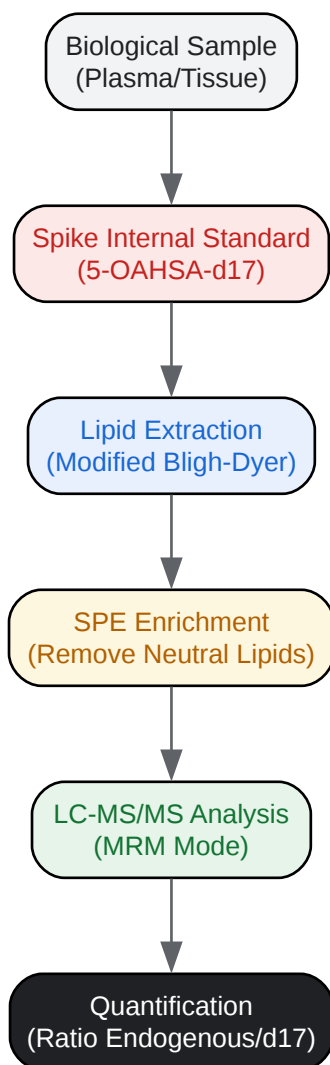 Biological Sample
(Plasma/Tissue)
Spike Internal Standard
(5-OAHSA-d17)
Lipid Extraction
(Modified Bligh-Dyer)
SPE Enrichment
(Remove Neutral Lipids)
LC-MS/MS Analysis
(MRM Mode)
Quantification
(Ratio Endogenous/d17)